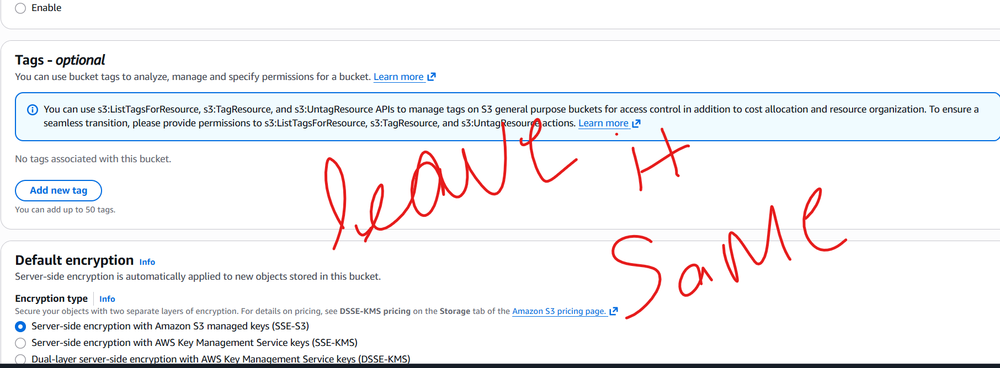 Enable
Tags - optional
You can use bucket tags to analyze, manage and specify permissions for a bucket. Learn more
You can use s3:ListTagsForResource, s3:TagResource, and s3:UntagResource APIs to manage tags on S3 general purpose buckets for access control in addition to cost allocation and resource organization. To ensure a
seamless transition, please provide permissions to s3:ListTagsForResource, s3:TagResource, and s3:UntagResource actions. Learn more
No tags associated with this bucket.
leave it
Add new tag
You can add up to 50 tags.
same
Default encryption Info
Server-side encryption is automatically applied to new objects stored in this bucket.
Encryption type Info
Secure your objects with two separate layers of encryption. For details on pricing, see DSSE-KMS pricing on the Storage tab of the Amazon S3 pricing page.
Server-side encryption with Amazon S3 managed keys (SSE-S3)
Server-side encryption with AWS Key Management Service keys (SSE-KMS)
Dual-layer server-side encryption with AWS Key Management Service keys (DSSE-KMS)